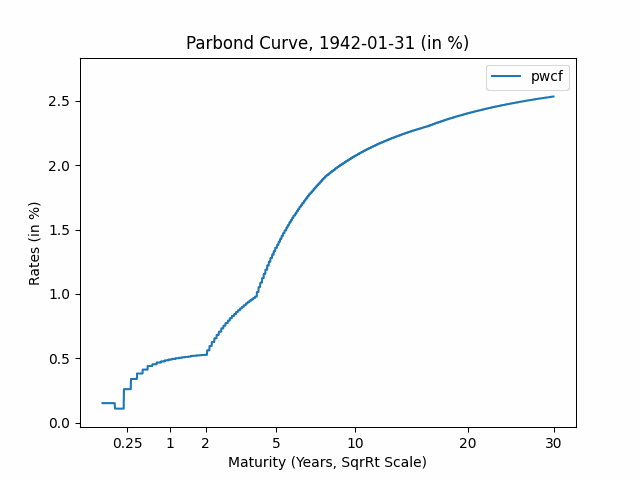 Parbond Curve, 1942-01-31 (in %)
pwcf
Rates (in %)
2.5
2.0
1.5
1.0
0.5
0.0
0.25 1 2 5 10 20 30
Maturity (Years, SqrRt Scale)